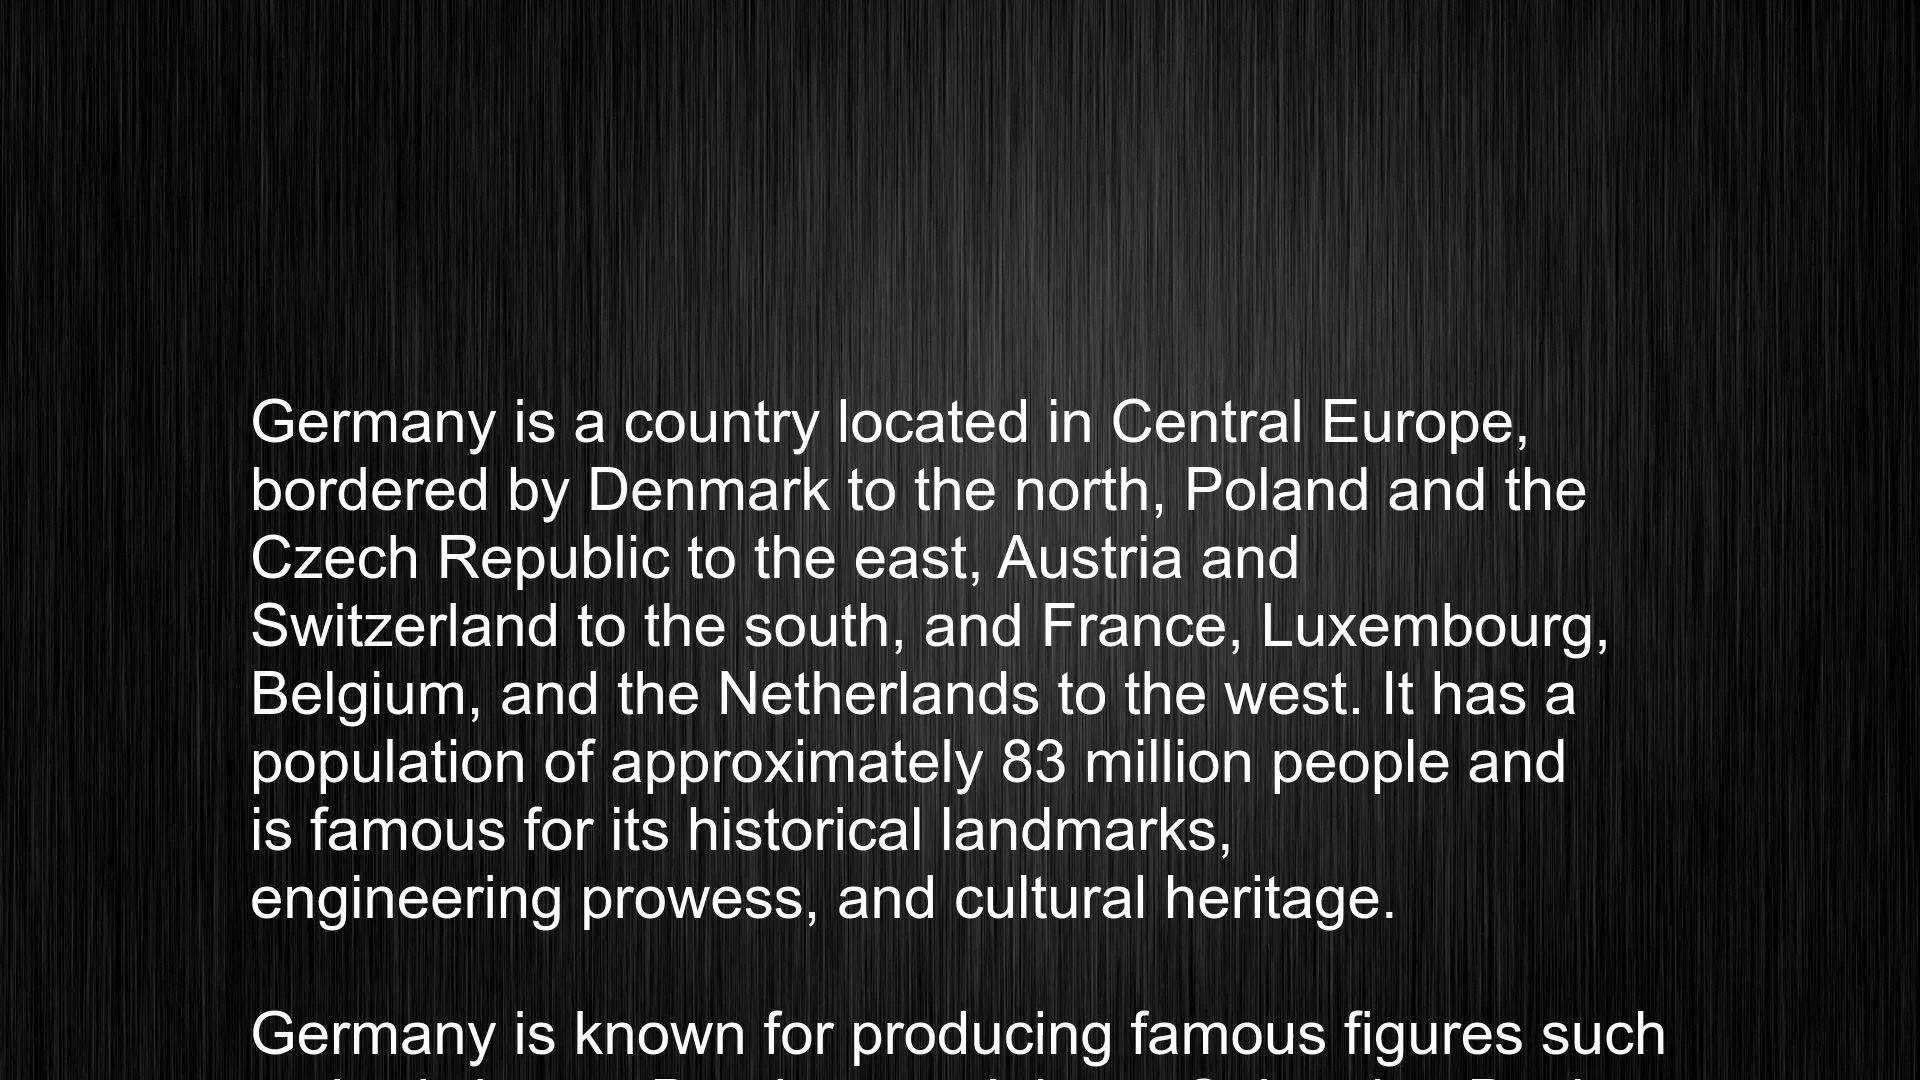 Germany is a country located in Central Europe,
bordered by Denmark to the north, Poland and the
Czech Republic to the east, Austria and
Switzerland to the south, and France, Luxembourg,
Belgium, and the Netherlands to the west. It has a
population of approximately 83 million people and
is famous for its historical landmarks,
engineering prowess, and cultural heritage.

Germany is known for producing famous figures such